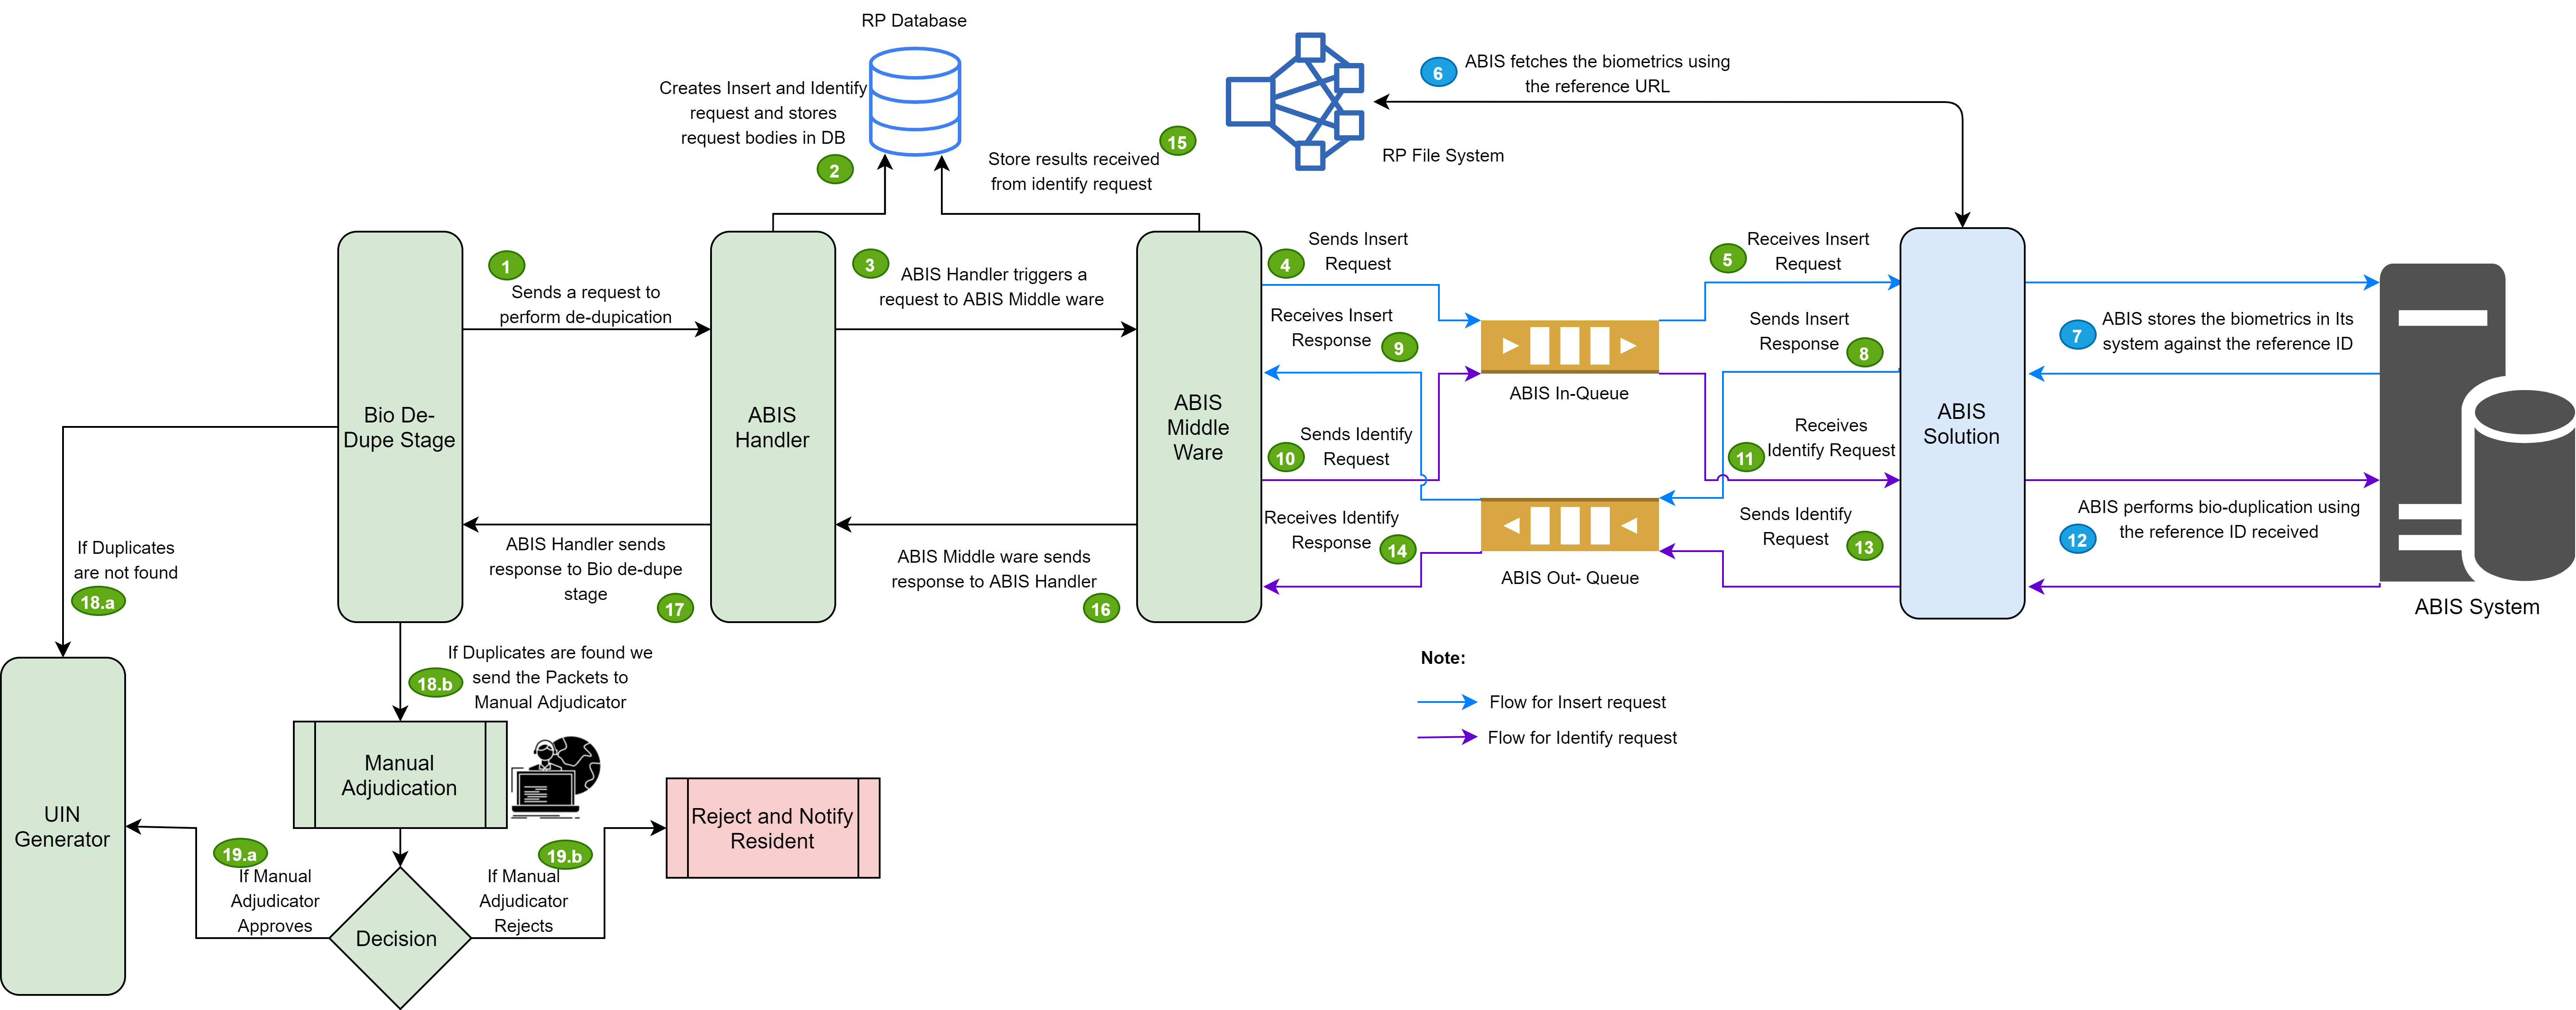 RP Database
Creates Insert and Identify
request and stores
request bodies in DB
2
Store results received
from identify request
15
RP File System
6
ABIS fetches the biometrics using
the reference URL
Bio De-
Dupe Stage
1
Sends a request to
perform de-dupication
ABIS
Handler
3
ABIS Handler triggers a
request to ABIS Middle ware
ABIS
Middle
Ware
4
Sends Insert
Request
5
Receives Insert
Request
Receives Insert
Response
9
ABIS In-Queue
Sends Insert
Response
8
ABIS
Solution
7
ABIS stores the biometrics in Its
system against the reference ID
10
Sends Identify
Request
11
Receives
Identify Request
ABIS performs bio-duplication using
the reference ID received
12
Receives Identify
Response
14
ABIS Out- Queue
Sends Identify
Request
13
ABIS System
ABIS Handler sends
response to Bio de-dupe
stage
17
ABIS Middle ware sends
response to ABIS Handler
16
If Duplicates
are not found
18.a
18.b
If Duplicates are found we
send the Packets to
Manual Adjudicator
Note:
Flow for Insert request
Flow for Identify request
UIN
Generator
Manual
Adjudication
Reject and Notify
Resident
19.a
If Manual
Adjudicator
Approves
19.b
If Manual
Adjudicator
Rejects
Decision